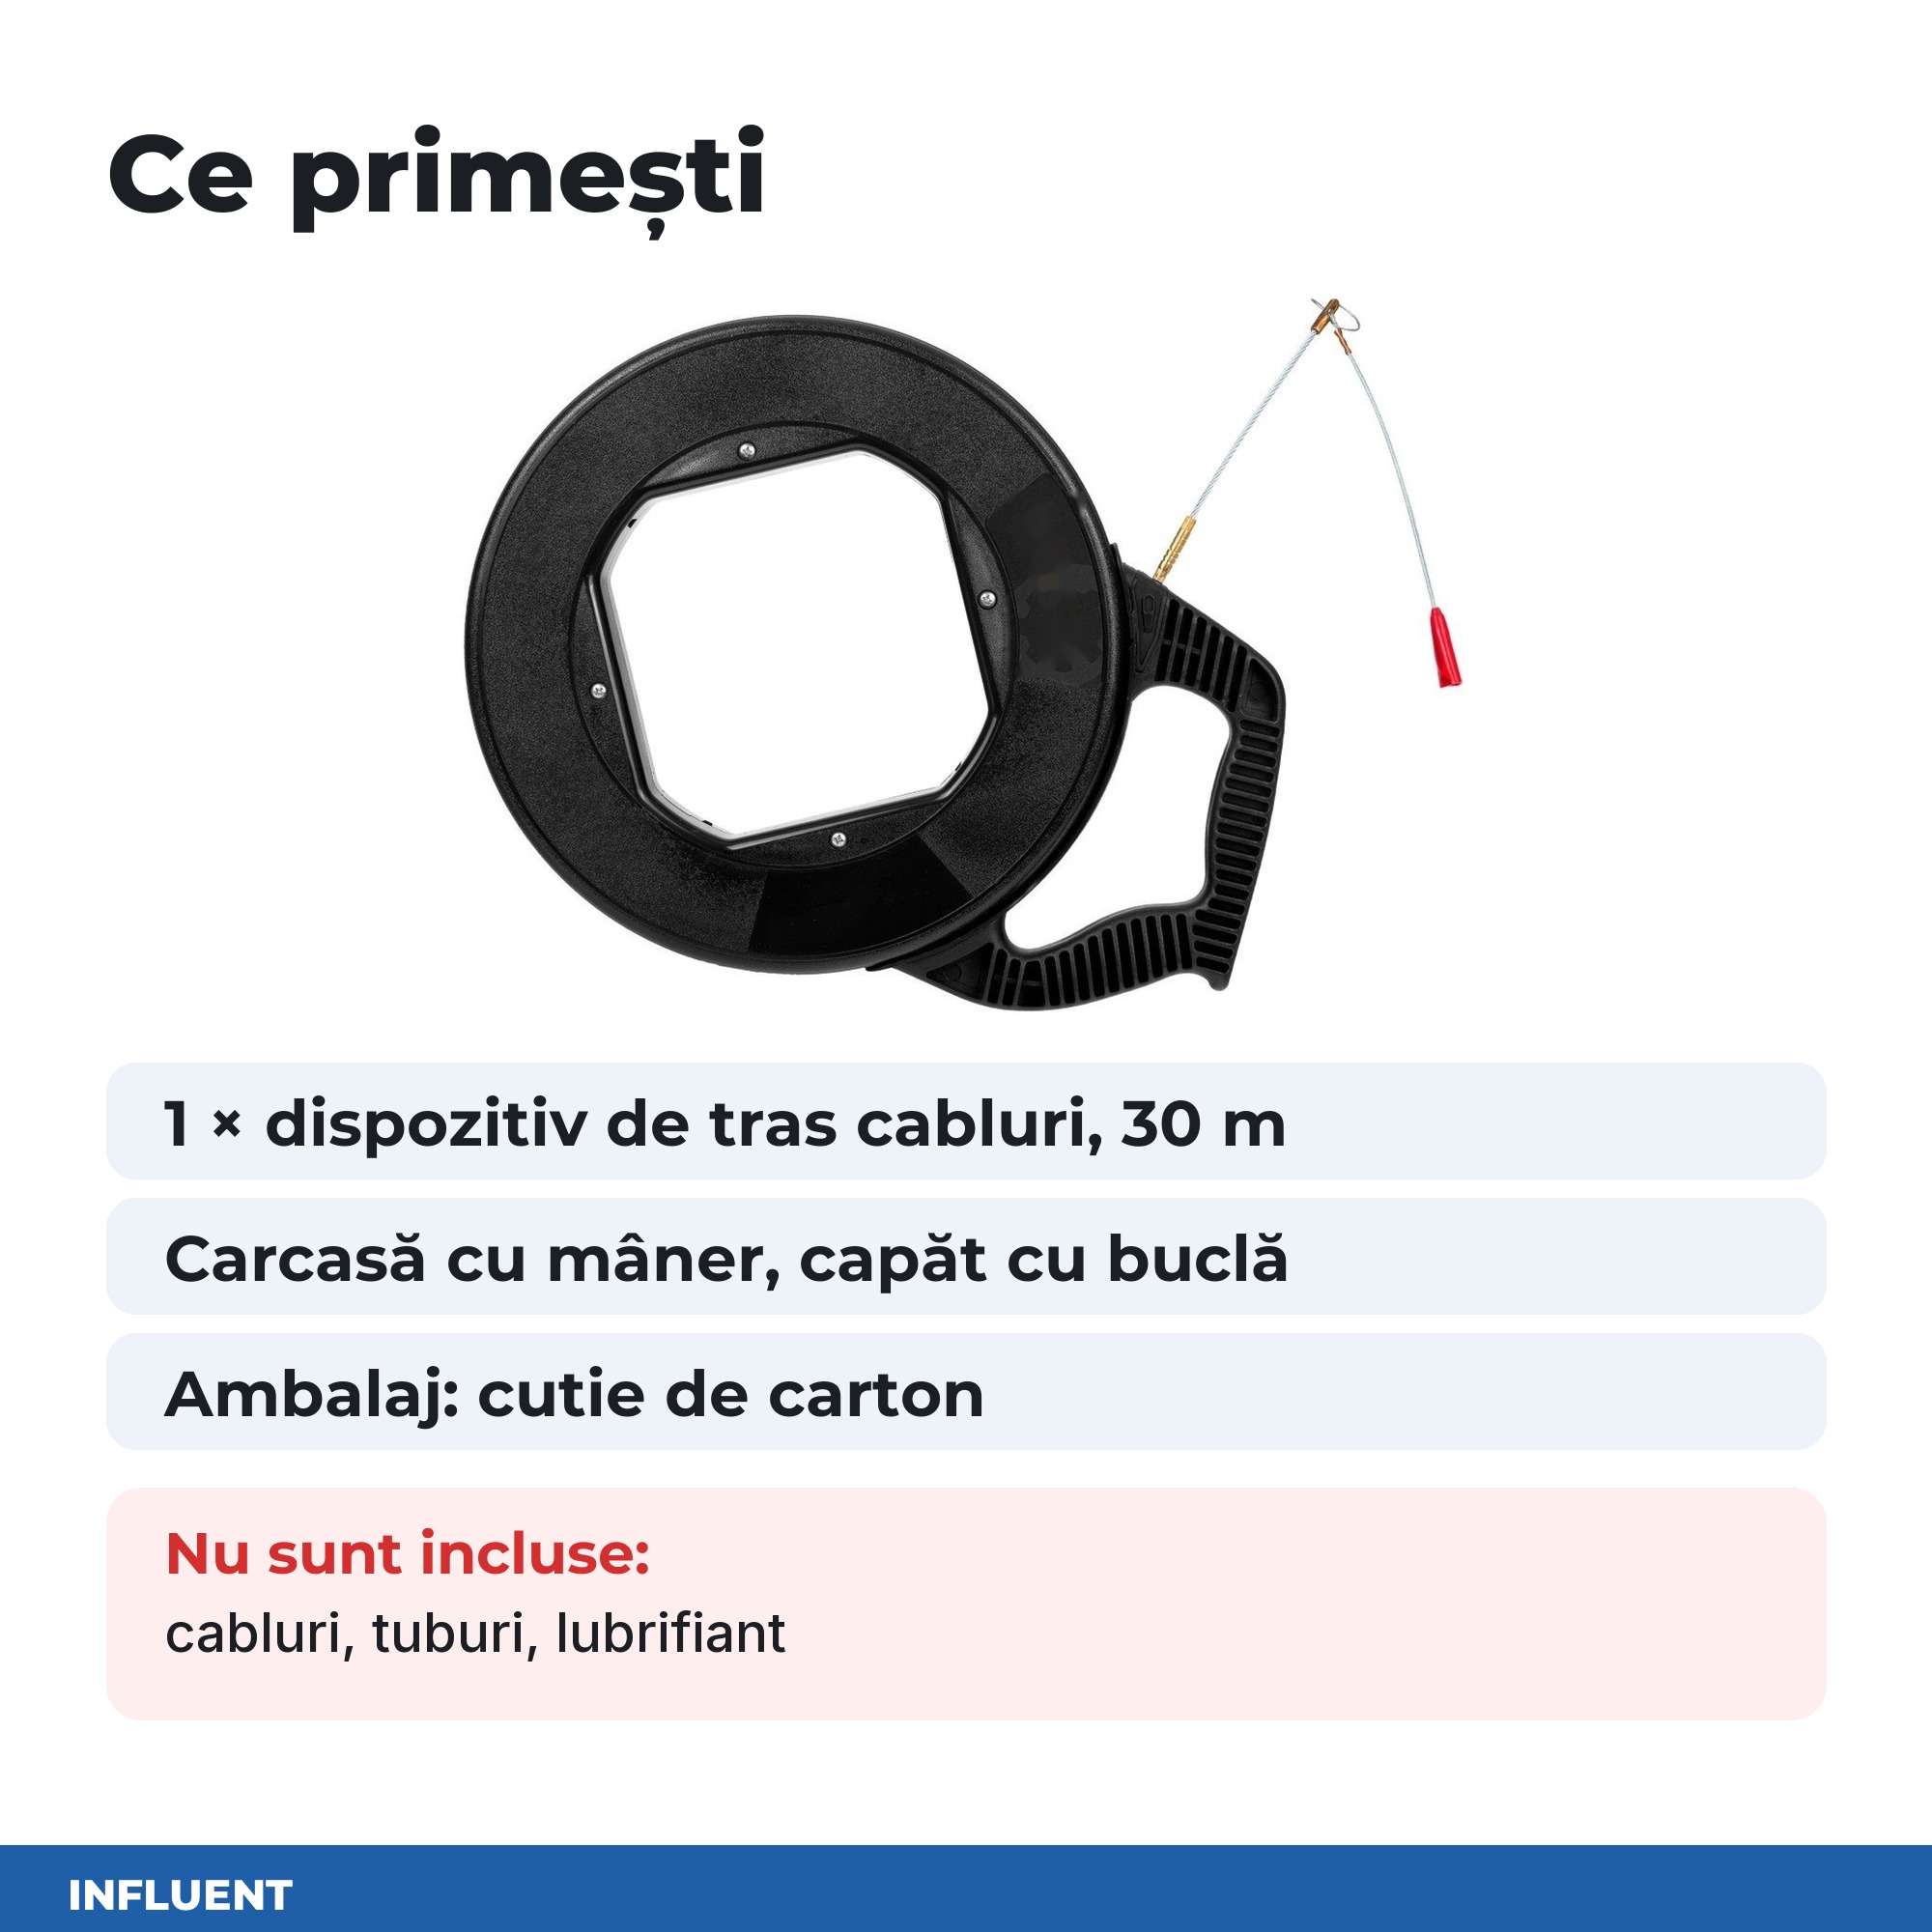 Ce primești
1 × dispozitiv de tras cabluri, 30 m
Carcasă cu mâner, capăt cu buclă
Ambalaj: cutie de carton
Nu sunt incluse:
cabluri, tuburi, lubrifiant
INFLUENT